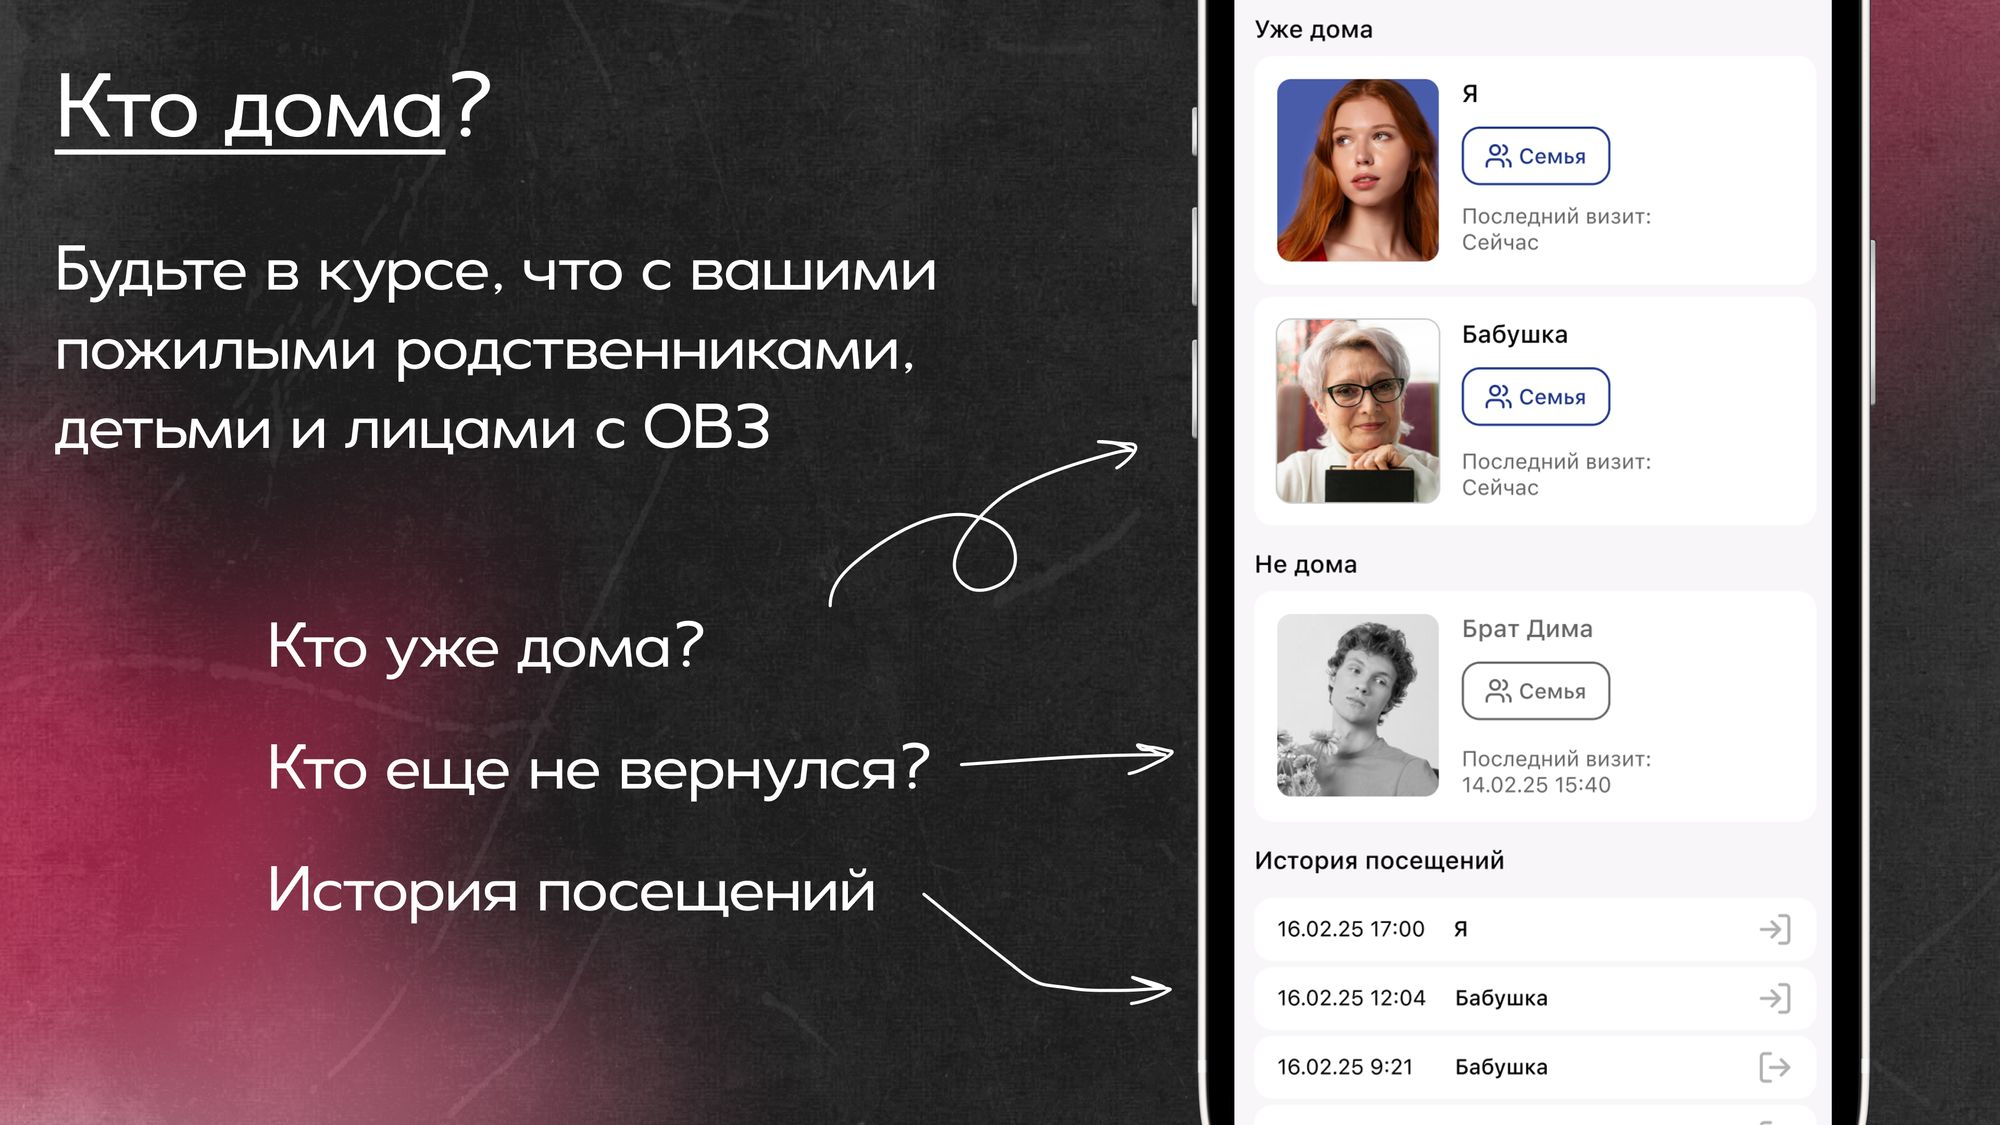 Кто дома?
Будьте в курсе, что с вашими
пожилыми родственниками,
детьми и лицами с ОВЗ
Кто уже дома?
Кто еще не вернулся?
История посещений
Уже дома
Я
Семья
Последний визит:
Сейчас
Бабушка
Семья
Последний визит:
Сейчас
Не дома
Брат Дима
Семья
Последний визит:
14.02.25 15:40
История посещений
16.02.25 17:00 Я
16.02.25 12:04 Бабушка
16.02.25 9:21 Бабушка